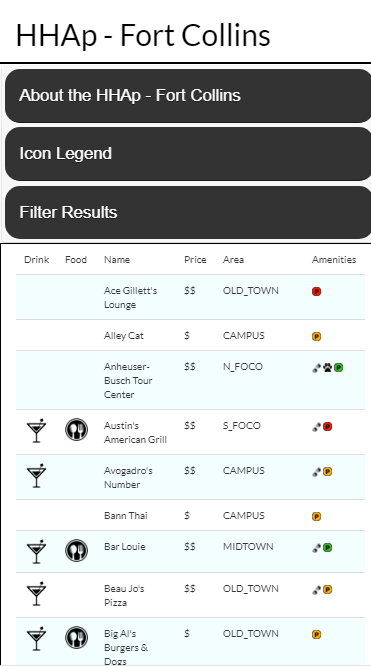 HHAp - Fort Collins
About the HHAp - Fort Collins
Icon Legend
Filter Results
Drink Food Name Price Area Amenities
Ace Gillett's $$ OLD_TOWN P
Lounge
Alley Cat $ CAMPUS P
Anheuser- $$ N_FOCO P
Busch Tour
Center
Austin's $$ S_FOCO P
American Grill
Avogadro's $$ CAMPUS P
Number
Bann Thai $ CAMPUS P
Bar Louie $$ MIDTOWN P
Beau Jo's $$ OLD_TOWN P
Pizza
Big Al's $ OLD_TOWN P
Burgers &
Dogs